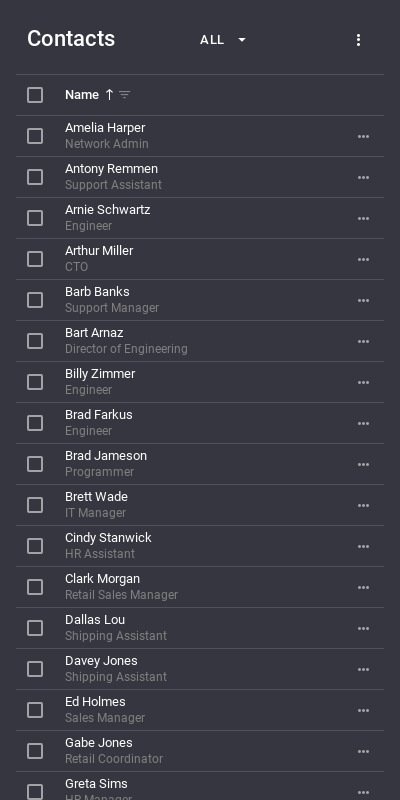 Contacts ALL
Name
Amelia Harper
Network Admin
Antony Remmen
Support Assistant
Arnie Schwartz
Engineer
Arthur Miller
CTO
Barb Banks
Support Manager
Bart Arnaz
Director of Engineering
Billy Zimmer
Engineer
Brad Farkus
Engineer
Brad Jameson
Programmer
Brett Wade
IT Manager
Cindy Stanwick
HR Assistant
Clark Morgan
Retail Sales Manager
Dallas Lou
Shipping Assistant
Davey Jones
Shipping Assistant
Ed Holmes
Sales Manager
Gabe Jones
Retail Coordinator
Greta Sims
HR Manager